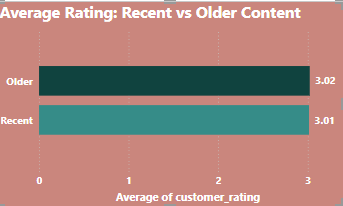 Average Rating: Recent vs Older Content
Older 3.02
Recent 3.01
0 1 2 3
Average of customer_rating